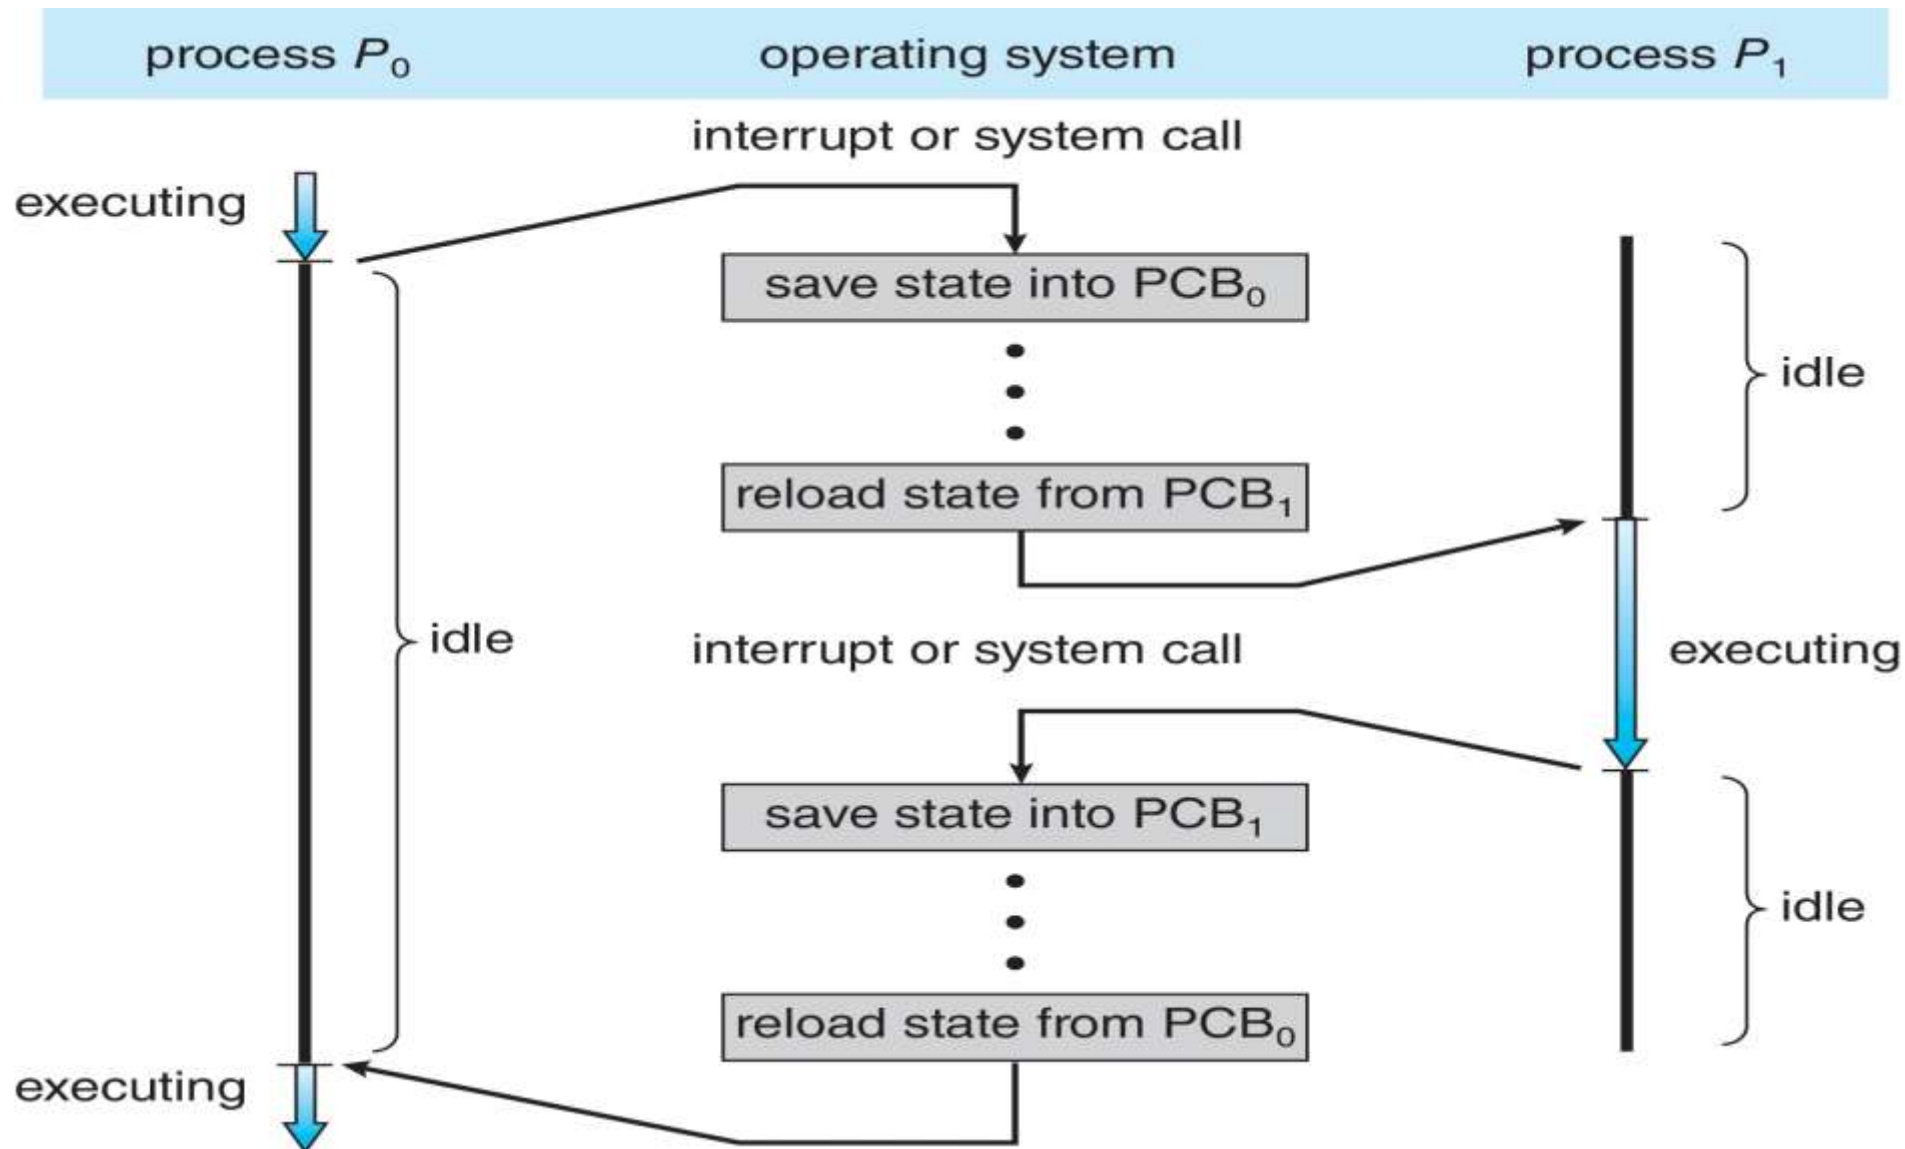 process P₀
operating system
process P₁
interrupt or system call
executing
save state into PCB₀
idle
reload state from PCB₁
idle
interrupt or system call
executing
save state into PCB₁
idle
reload state from PCB₀
executing